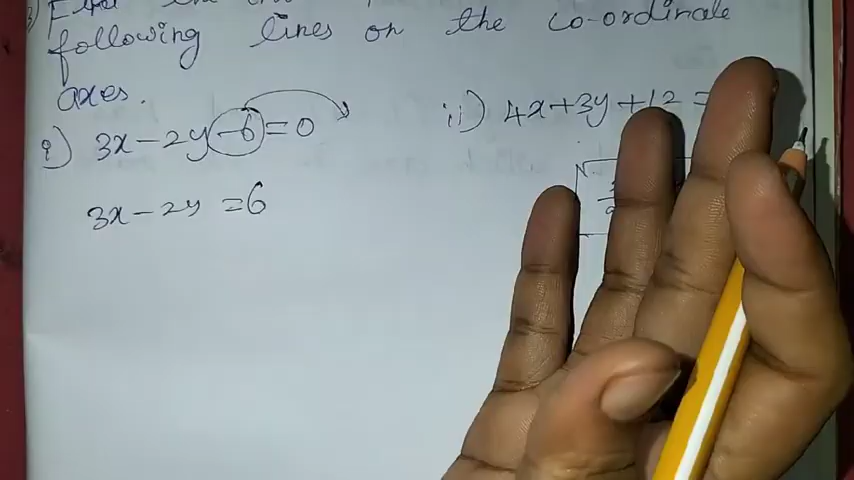 following lines on the co-ordinate
axes.
i) 3x-2y-6=0
ii) 4x+3y+12=
3x-2y=6